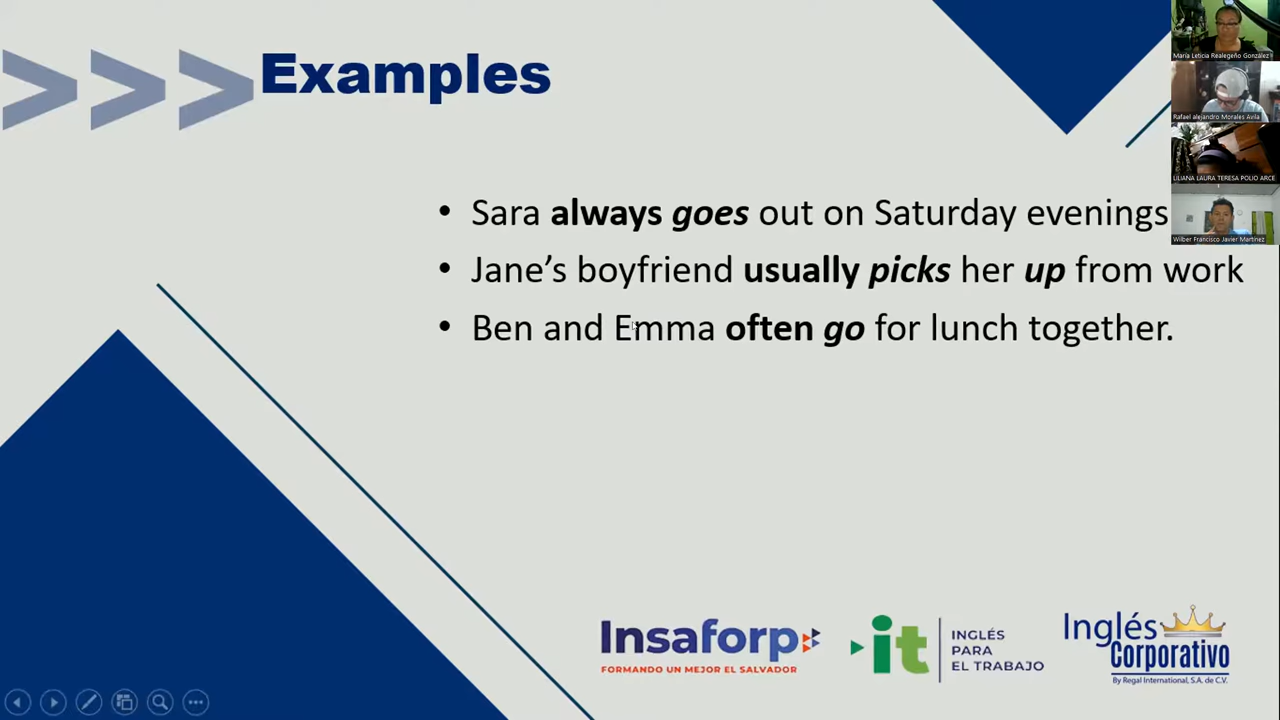 Examples
• Sara always goes out on Saturday evenings
• Jane’s boyfriend usually picks her up from work
• Ben and Emma often go for lunch together.
María Leticia Realegeño González
Rafael alejandro Morales Avila
LILIANA LAURA TERESA POLIO ARCE
Wilber Francisco Javier Martinez
Insaforp
FORMANDO UN MEJOR EL SALVADOR
it
INGLÉS
PARA
EL TRABAJO
Inglés
Corporativo
By Regal International, S.A. de C.V.